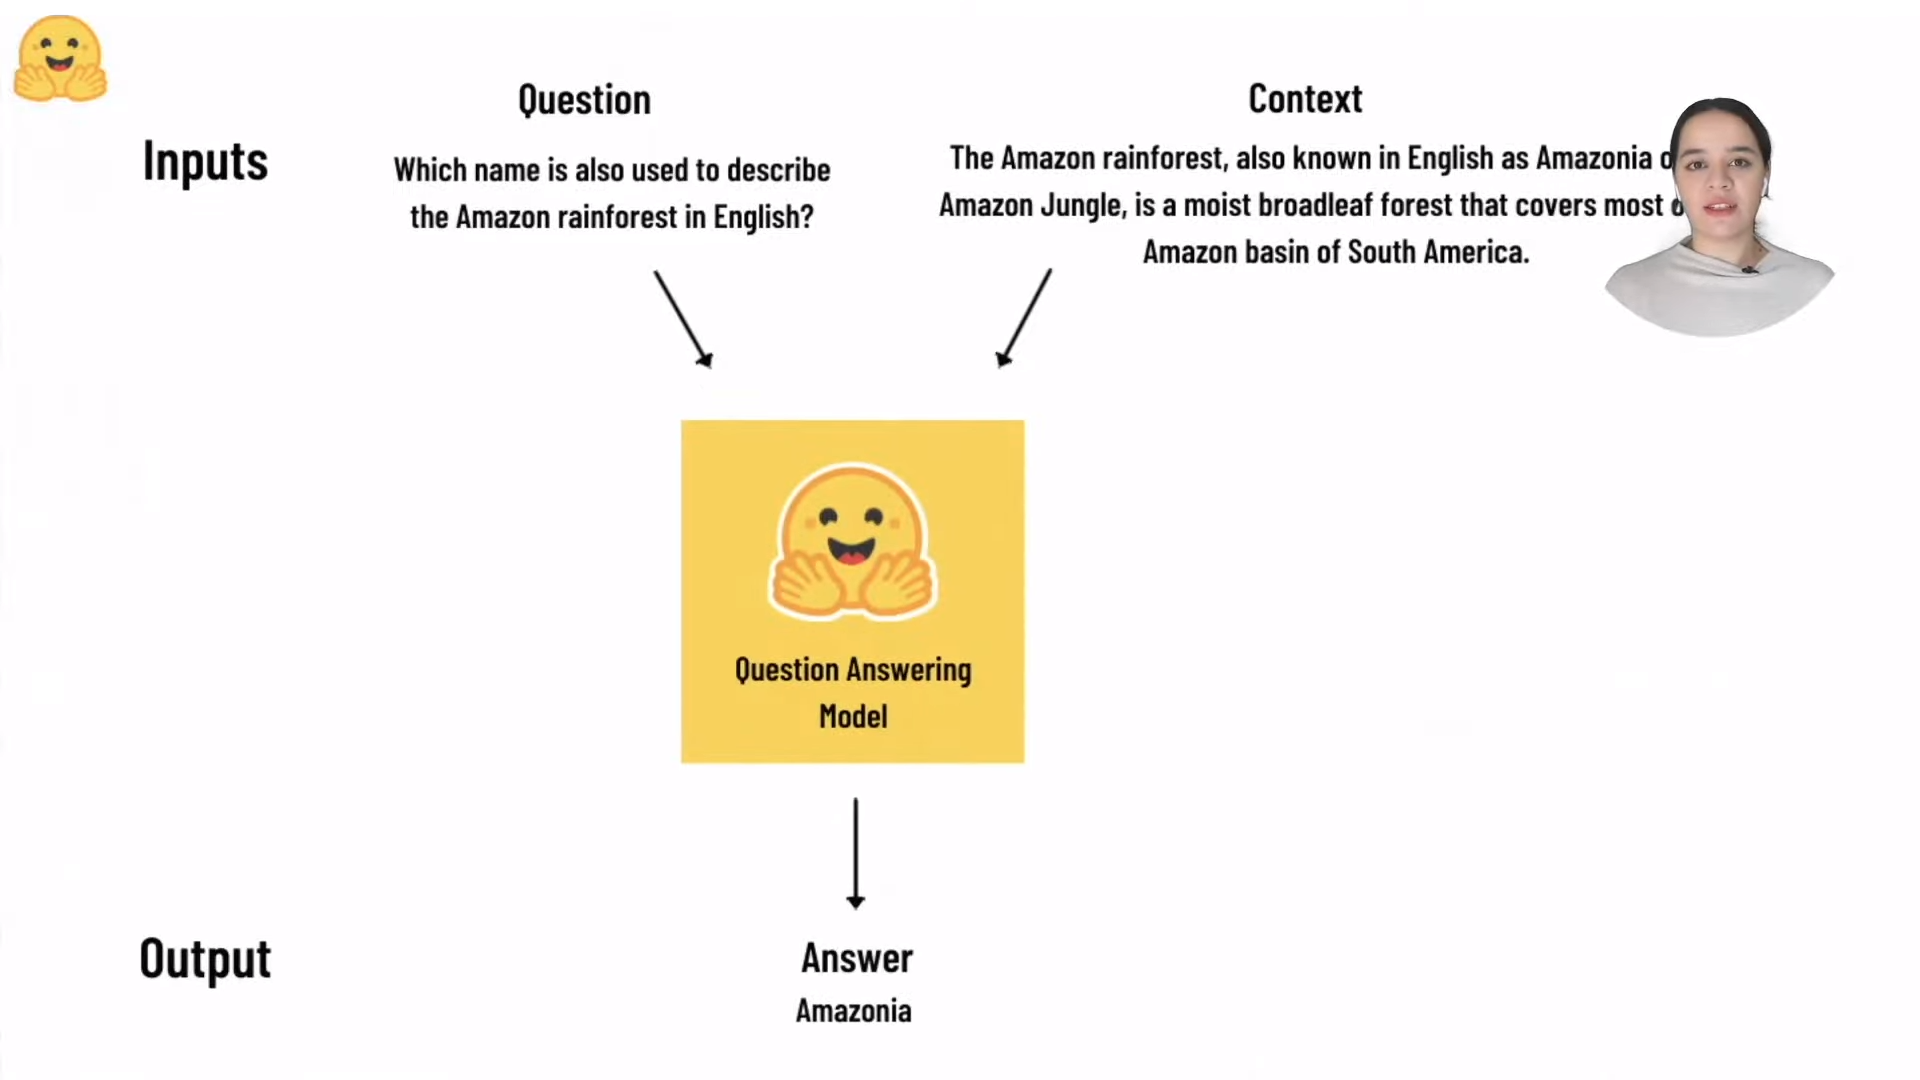 Inputs
Question
Which name is also used to describe
the Amazon rainforest in English?
Context
The Amazon rainforest, also known in English as Amazonia
Amazon Jungle, is a moist broadleaf forest that covers most
Amazon basin of South America.
Question Answering
Model
Output
Answer
Amazonia